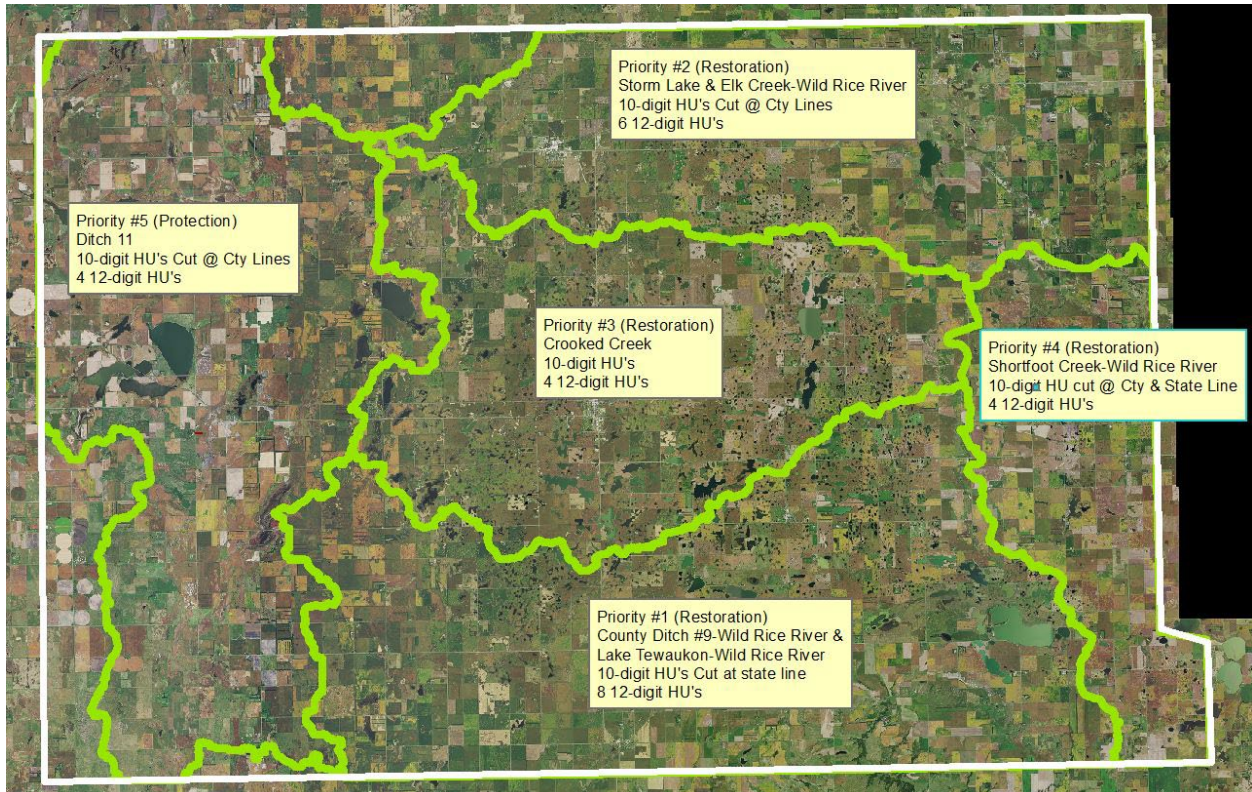 Priority #2 (Restoration)
Storm Lake & Elk Creek-Wild Rice River
10-digit HU's Cut @ Cty Lines
6 12-digit HU's
Priority #5 (Protection)
Ditch 11
10-digit HU's Cut @ Cty Lines
4 12-digit HU's
Priority #3 (Restoration)
Crooked Creek
10-digit HU's
4 12-digit HU's
Priority #4 (Restoration)
Shortfoot Creek-Wild Rice River
10-digit HU cut @ Cty & State Line
4 12-digit HU's
Priority #1 (Restoration)
County Ditch #9-Wild Rice River &
Lake Tewaukon-Wild Rice River
10-digit HU's Cut at state line
8 12-digit HU's